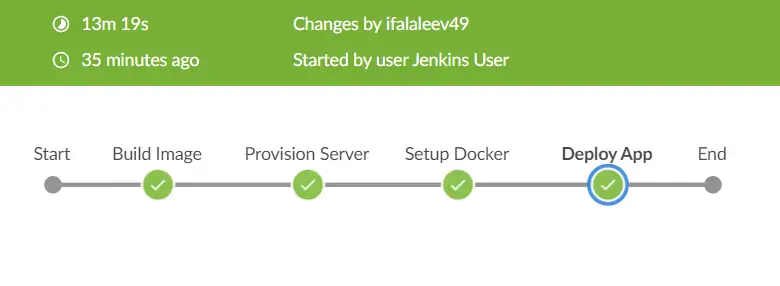 13m 19s Changes by ifalaleev49
35 minutes ago Started by user Jenkins User
Start Build Image Provision Server Setup Docker Deploy App End